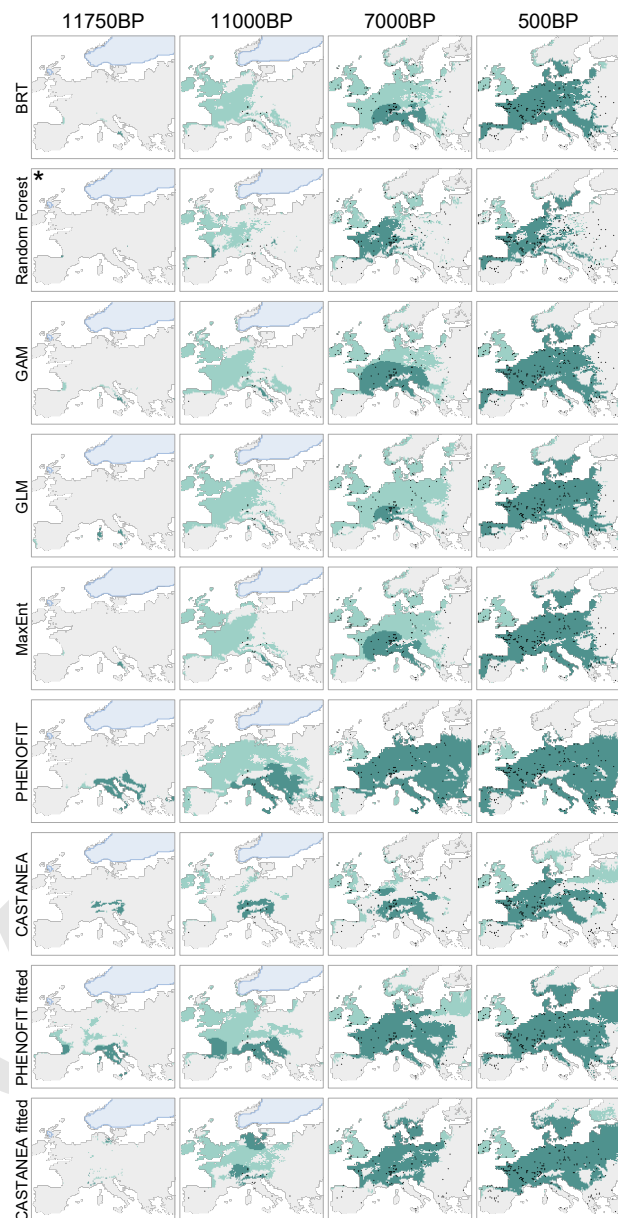 11750BP 11000BP 7000BP 500BP
BRT
*
Random Forest
GAM
GLM
MaxEnt
PHENOFIT
CASTANEA
PHENOFIT fitted
CASTANEA fitted